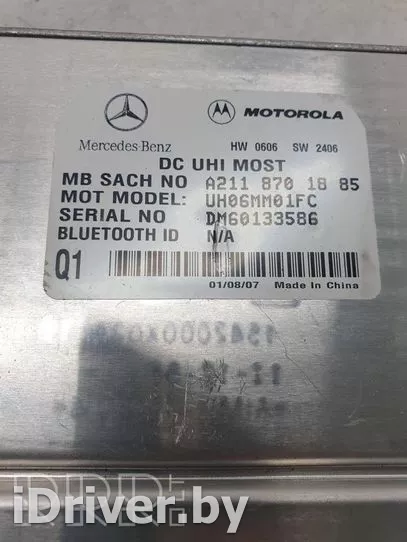 MOTOROLA
Mercedes-Benz HW 0606 SW 2406
DC UHI MOST
MB SACH NO A211 870 18 85
MOT MODEL: UH06MM01FC
SERIAL NO DM60133586
BLUETOOTH ID N/A
Q1
01/08/07 Made In China
iDriver.by